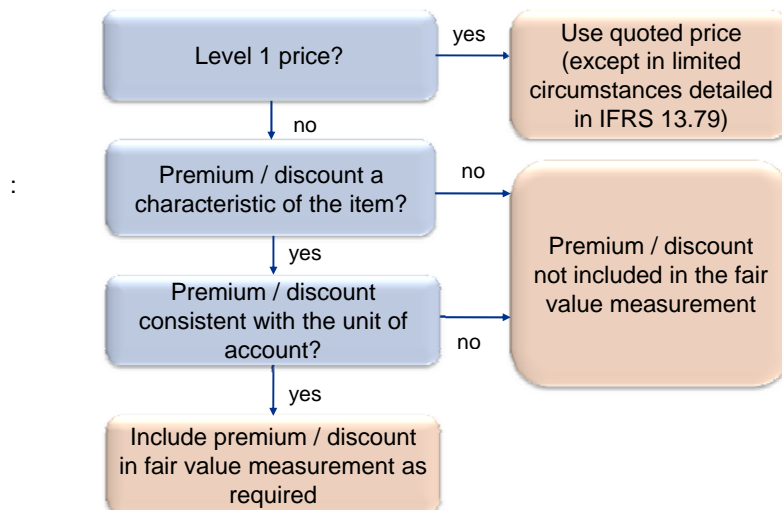 Level 1 price?
yes
Use quoted price
(except in limited
circumstances
detailed
in IFRS 13.79)
no
:
Premium / discount a
characteristic of the item?
no
Premium / discount
not included in the fair
value measurement
yes
Premium / discount
consistent with the unit of
account?
no
yes
Include premium / discount
in fair value measurement as
required